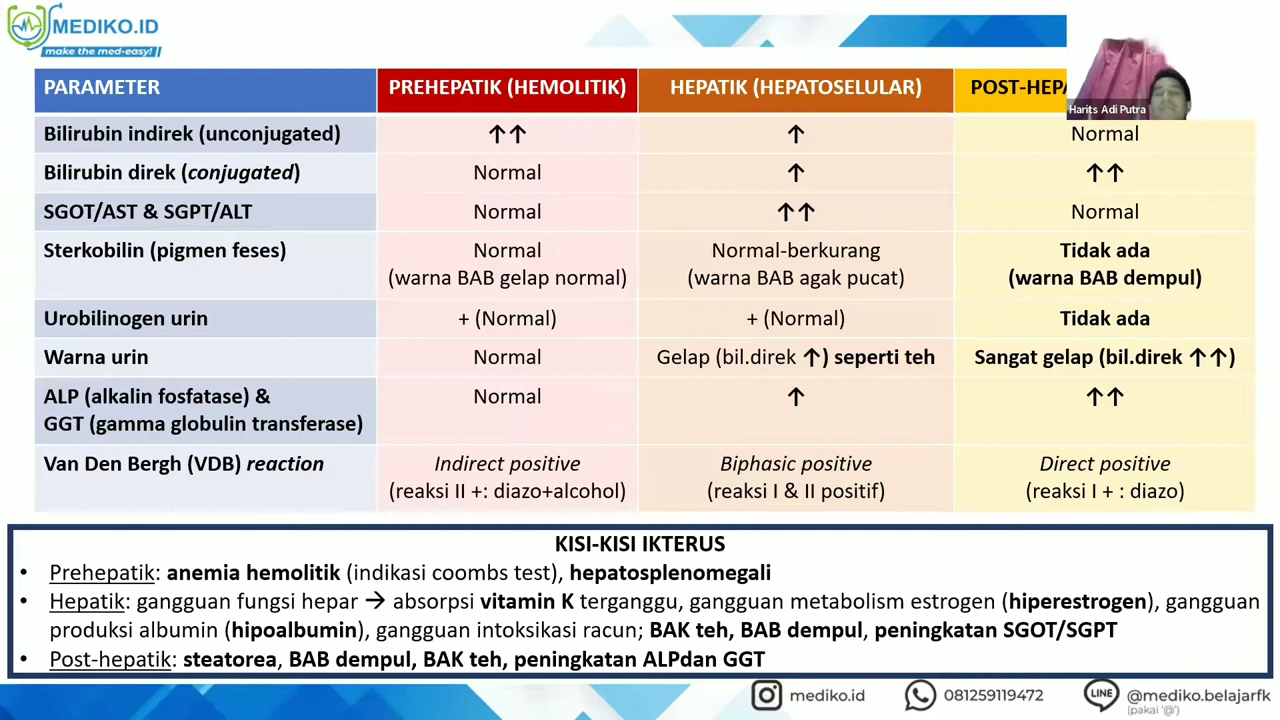 MEDIKO.ID
make the med-easy!
PARAMETER
PREHEPATIK (HEMOLITIK)
HEPATIK (HEPATOSELULAR)
Harits Adi Putra
Bilirubin indirek (unconjugated)
↑↑
↑
Normal
Bilirubin direk (conjugated)
Normal
↑
↑↑
SGOT/AST & SGPT/ALT
Normal
↑↑
Normal
Sterkobilin (pigmen feses)
Normal
(warna BAB gelap normal)
Normal-berkurang
(warna BAB agak pucat)
Tidak ada
(warna BAB dempul)
Urobilinogen urin
+ (Normal)
+ (Normal)
Tidak ada
Warna urin
Normal
Gelap (bil.direk ↑) seperti teh
Sangat gelap (bil.direk ↑↑)
ALP (alkalin fosfatase) &
GGT (gamma globulin transferase)
Normal
↑
↑↑
Van Den Bergh (VDB) reaction
Indirect positive
(reaksi II +: diazo+alcohol)
Biphasic positive
(reaksi I & II positif)
Direct positive
(reaksi I + : diazo)
KISI-KISI IKTERUS
• Prehepatik: anemia hemolitik (indikasi coombs test), hepatosplenomegali
• Hepatik: gangguan fungsi hepar → absorpsi vitamin K terganggu, gangguan metabolism estrogen (hiperestrogen), gangguan
produksi albumin (hipoalbumin), gangguan intoksikasi racun; BAK teh, BAB dempul, peningkatan SGOT/SGPT
• Post-hepatik: steatorea, BAB dempul, BAK teh, peningkatan ALPdan GGT
mediko.id
081259119472
LINE
@mediko.belajarfk
(pakai '@')